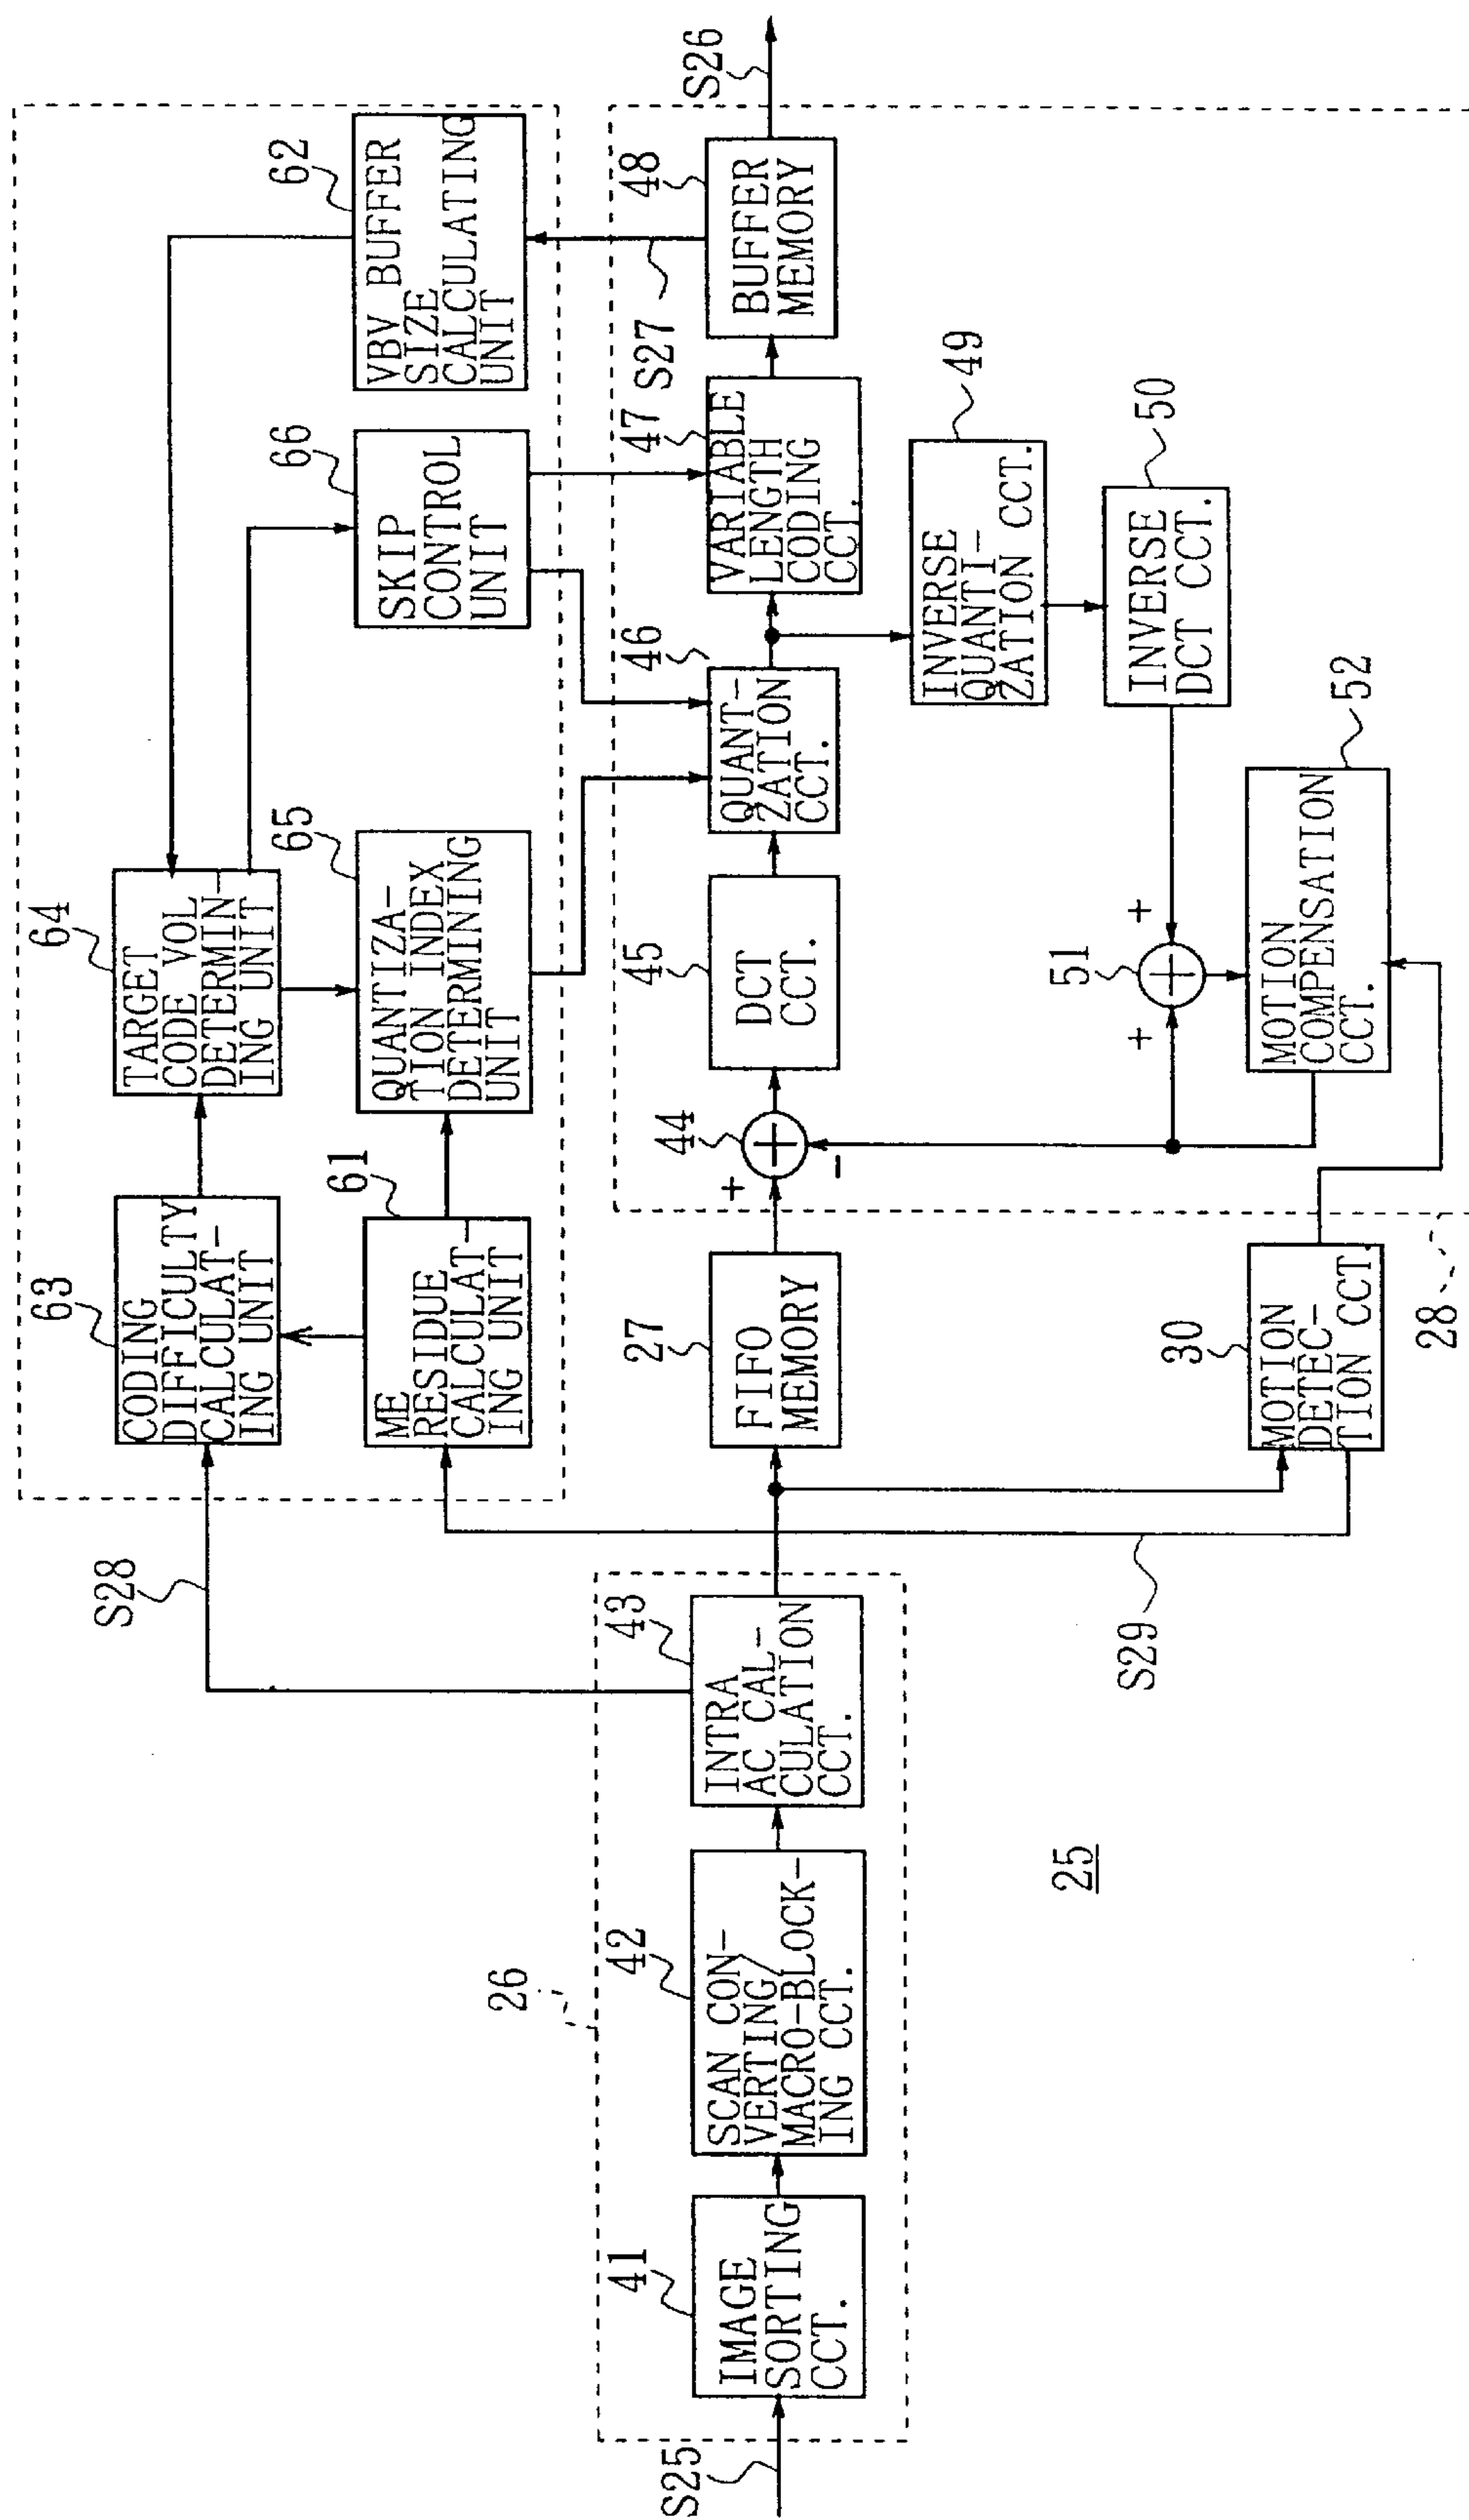 S25
26
41
IMAGE
SORTING
CCT.
42
SCAN CON-
VERTING/
MACRO-BLOCK-
ING CCT.
43
INTRA
AC CAL-
CULATION
CCT.
25
S28
S29
63
CODING
DIFFICULTY
CALCULAT-
ING UNIT
61
ME
RESIDUE
CALCULAT-
ING UNIT
64
TARGET
CODE VOL
DETERMIN-
ING UNIT
65
QUANTIZA-
TION INDEX
DETERMINING
UNIT
66
SKIP
CONTROL
UNIT
62
VBV BUFFER
SIZE
CALCULATING
UNIT
27
FIFO
MEMORY
30
MOTION
DETEC-
TION CCT.
28
44
+
−
45
DCT
CCT.
46
QUANT-
ZATION
CCT.
47
VARIABLE
LENGTH
CODING
CCT.
S27
48
BUFFER
MEMORY
S26
49
INVERSE
QUANTI-
ZATION CCT.
50
INVERSE
DCT CCT.
51
+
+
52
MOTION
COMPENSATION
CCT.